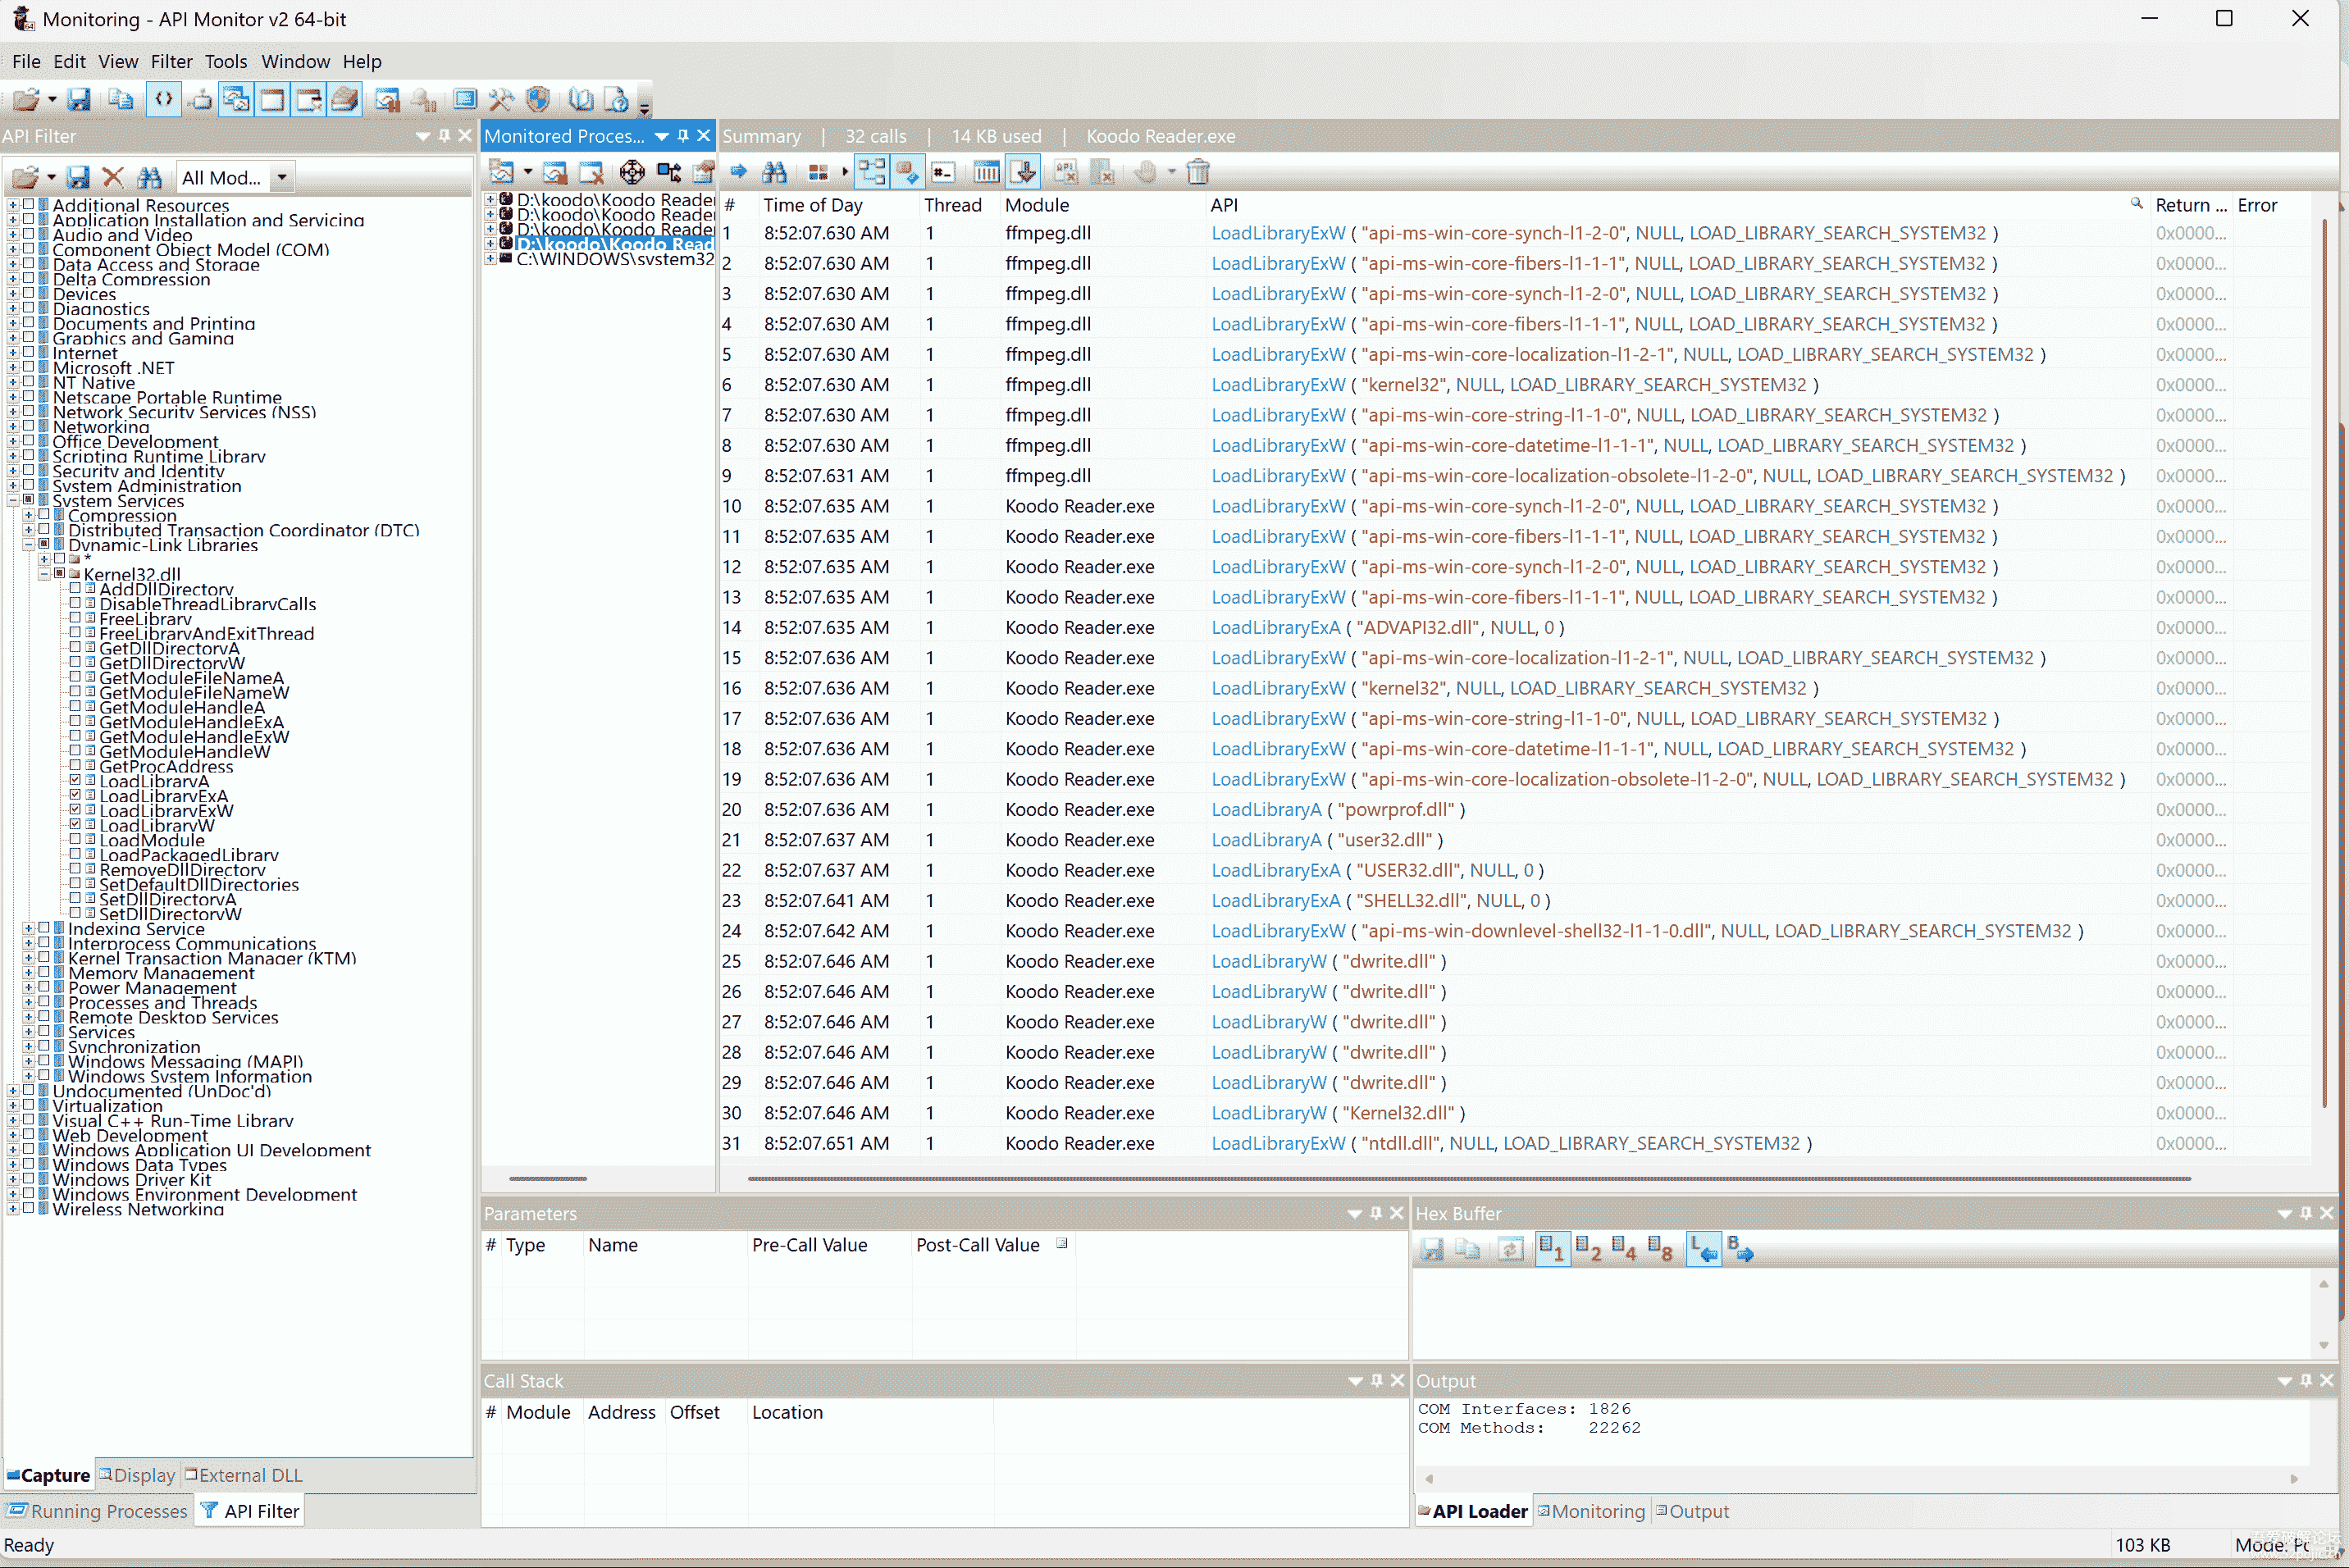 Monitoring - API Monitor v2 64-bit
File Edit View Filter Tools Window Help
API Filter
All Mod...
Additional Resources
Application Installation and Servicing
Audio and Video
Component Object Model (COM)
Data Access and Storage
Delta Compression
Devices
Diagnostics
Documents and Printing
Graphics and Gaming
Internet
Microsoft .NET
NT Native
Netscape Portable Runtime
Network Security Services (NSS)
Networking
Office Development
Scripting Runtime Library
Security and Identity
System Administration
System Services
Compression
Distributed Transaction Coordinator (DTC)
Dynamic-Link Libraries
*
Kernel32.dll
AddDllDirectory
DisableThreadLibraryCalls
FreeLibrary
FreeLibraryAndExitThread
GetDllDirectoryA
GetDllDirectoryW
GetModuleFileNameA
GetModuleFileNameW
GetModuleHandleA
GetModuleHandleExA
GetModuleHandleExW
GetModuleHandleW
GetProcAddress
LoadLibraryA
LoadLibraryExA
LoadLibraryExW
LoadLibraryW
LoadModule
LoadPackagedLibrary
RemoveDllDirectory
SetDefaultDllDirectories
SetDllDirectoryA
SetDllDirectoryW
Indexing Service
Interprocess Communications
Kernel Transaction Manager (KTM)
Memory Management
Power Management
Processes and Threads
Remote Desktop Services
Services
Synchronization
Windows Messaging (MAPI)
Windows System Information
Undocumented (UnDoc'd)
Virtualization
Visual C++ Run-Time Library
Web Development
Windows Application UI Development
Windows Data Types
Windows Driver Kit
Windows Environment Development
Wireless Networking
Capture Display External DLL
Running Processes API Filter
Monitored Proces...
D:\koodo\Koodo Reader
D:\koodo\Koodo Reader
D:\koodo\Koodo Reader
D:\koodo\Koodo Read
C:\WINDOWS\system32
Summary | 32 calls | 14 KB used | Koodo Reader.exe
# Time of Day Thread Module API Return ... Error
1 8:52:07.630 AM 1 ffmpeg.dll LoadLibraryExW ( "api-ms-win-core-synch-l1-2-0", NULL, LOAD_LIBRARY_SEARCH_SYSTEM32 ) 0x0000...
2 8:52:07.630 AM 1 ffmpeg.dll LoadLibraryExW ( "api-ms-win-core-fibers-l1-1-1", NULL, LOAD_LIBRARY_SEARCH_SYSTEM32 ) 0x0000...
3 8:52:07.630 AM 1 ffmpeg.dll LoadLibraryExW ( "api-ms-win-core-synch-l1-2-0", NULL, LOAD_LIBRARY_SEARCH_SYSTEM32 ) 0x0000...
4 8:52:07.630 AM 1 ffmpeg.dll LoadLibraryExW ( "api-ms-win-core-fibers-l1-1-1", NULL, LOAD_LIBRARY_SEARCH_SYSTEM32 ) 0x0000...
5 8:52:07.630 AM 1 ffmpeg.dll LoadLibraryExW ( "api-ms-win-core-localization-l1-2-1", NULL, LOAD_LIBRARY_SEARCH_SYSTEM32 ) 0x0000...
6 8:52:07.630 AM 1 ffmpeg.dll LoadLibraryExW ( "kernel32", NULL, LOAD_LIBRARY_SEARCH_SYSTEM32 ) 0x0000...
7 8:52:07.630 AM 1 ffmpeg.dll LoadLibraryExW ( "api-ms-win-core-string-l1-1-0", NULL, LOAD_LIBRARY_SEARCH_SYSTEM32 ) 0x0000...
8 8:52:07.630 AM 1 ffmpeg.dll LoadLibraryExW ( "api-ms-win-core-datetime-l1-1-1", NULL, LOAD_LIBRARY_SEARCH_SYSTEM32 ) 0x0000...
9 8:52:07.631 AM 1 ffmpeg.dll LoadLibraryExW ( "api-ms-win-core-localization-obsolete-l1-2-0", NULL, LOAD_LIBRARY_SEARCH_SYSTEM32 ) 0x0000...
10 8:52:07.635 AM 1 Koodo Reader.exe LoadLibraryExW ( "api-ms-win-core-synch-l1-2-0", NULL, LOAD_LIBRARY_SEARCH_SYSTEM32 ) 0x0000...
11 8:52:07.635 AM 1 Koodo Reader.exe LoadLibraryExW ( "api-ms-win-core-fibers-l1-1-1", NULL, LOAD_LIBRARY_SEARCH_SYSTEM32 ) 0x0000...
12 8:52:07.635 AM 1 Koodo Reader.exe LoadLibraryExW ( "api-ms-win-core-synch-l1-2-0", NULL, LOAD_LIBRARY_SEARCH_SYSTEM32 ) 0x0000...
13 8:52:07.635 AM 1 Koodo Reader.exe LoadLibraryExW ( "api-ms-win-core-fibers-l1-1-1", NULL, LOAD_LIBRARY_SEARCH_SYSTEM32 ) 0x0000...
14 8:52:07.635 AM 1 Koodo Reader.exe LoadLibraryExA ( "ADVAPI32.dll", NULL, 0 ) 0x0000...
15 8:52:07.636 AM 1 Koodo Reader.exe LoadLibraryExW ( "api-ms-win-core-localization-l1-2-1", NULL, LOAD_LIBRARY_SEARCH_SYSTEM32 ) 0x0000...
16 8:52:07.636 AM 1 Koodo Reader.exe LoadLibraryExW ( "kernel32", NULL, LOAD_LIBRARY_SEARCH_SYSTEM32 ) 0x0000...
17 8:52:07.636 AM 1 Koodo Reader.exe LoadLibraryExW ( "api-ms-win-core-string-l1-1-0", NULL, LOAD_LIBRARY_SEARCH_SYSTEM32 ) 0x0000...
18 8:52:07.636 AM 1 Koodo Reader.exe LoadLibraryExW ( "api-ms-win-core-datetime-l1-1-1", NULL, LOAD_LIBRARY_SEARCH_SYSTEM32 ) 0x0000...
19 8:52:07.636 AM 1 Koodo Reader.exe LoadLibraryExW ( "api-ms-win-core-localization-obsolete-l1-2-0", NULL, LOAD_LIBRARY_SEARCH_SYSTEM32 ) 0x0000...
20 8:52:07.636 AM 1 Koodo Reader.exe LoadLibraryA ( "powrprof.dll" ) 0x0000...
21 8:52:07.637 AM 1 Koodo Reader.exe LoadLibraryA ( "user32.dll" ) 0x0000...
22 8:52:07.637 AM 1 Koodo Reader.exe LoadLibraryExA ( "USER32.dll", NULL, 0 ) 0x0000...
23 8:52:07.641 AM 1 Koodo Reader.exe LoadLibraryExA ( "SHELL32.dll", NULL, 0 ) 0x0000...
24 8:52:07.642 AM 1 Koodo Reader.exe LoadLibraryExW ( "api-ms-win-downlevel-shell32-l1-1-0.dll", NULL, LOAD_LIBRARY_SEARCH_SYSTEM32 ) 0x0000...
25 8:52:07.646 AM 1 Koodo Reader.exe LoadLibraryW ( "dwrite.dll" ) 0x0000...
26 8:52:07.646 AM 1 Koodo Reader.exe LoadLibraryW ( "dwrite.dll" ) 0x0000...
27 8:52:07.646 AM 1 Koodo Reader.exe LoadLibraryW ( "dwrite.dll" ) 0x0000...
28 8:52:07.646 AM 1 Koodo Reader.exe LoadLibraryW ( "dwrite.dll" ) 0x0000...
29 8:52:07.646 AM 1 Koodo Reader.exe LoadLibraryW ( "dwrite.dll" ) 0x0000...
30 8:52:07.646 AM 1 Koodo Reader.exe LoadLibraryW ( "Kernel32.dll" ) 0x0000...
31 8:52:07.651 AM 1 Koodo Reader.exe LoadLibraryExW ( "ntdll.dll", NULL, LOAD_LIBRARY_SEARCH_SYSTEM32 ) 0x0000...
Parameters
# Type Name Pre-Call Value Post-Call Value
Hex Buffer
1 2 4 8 L B
Call Stack
# Module Address Offset Location
Output
COM Interfaces: 1826
COM Methods: 22262
API Loader Monitoring Output
Ready
103 KB
Mode: